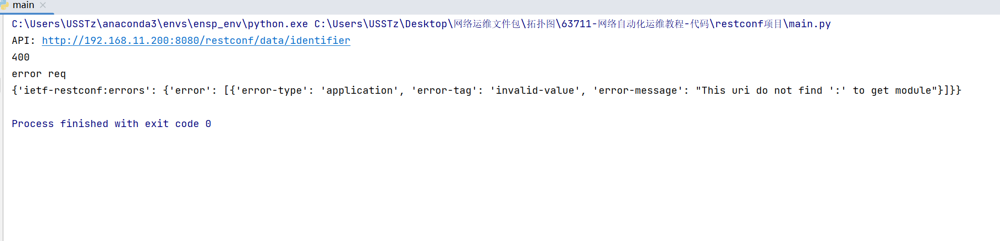 main
C:\Users\USSTz\anaconda3\envs\ensp_env\python.exe C:\Users\USSTz\Desktop\网络运维文件包\拓扑图\63711-网络自动化运维教程-代码\restconf项目\main.py
API: http://192.168.11.200:8080/restconf/data/identifier
400
error req
{'ietf-restconf:errors': {'error': [{'error-type': 'application', 'error-tag': 'invalid-value', 'error-message': "This uri do not find ':' to get module"}]}}
Process finished with exit code 0